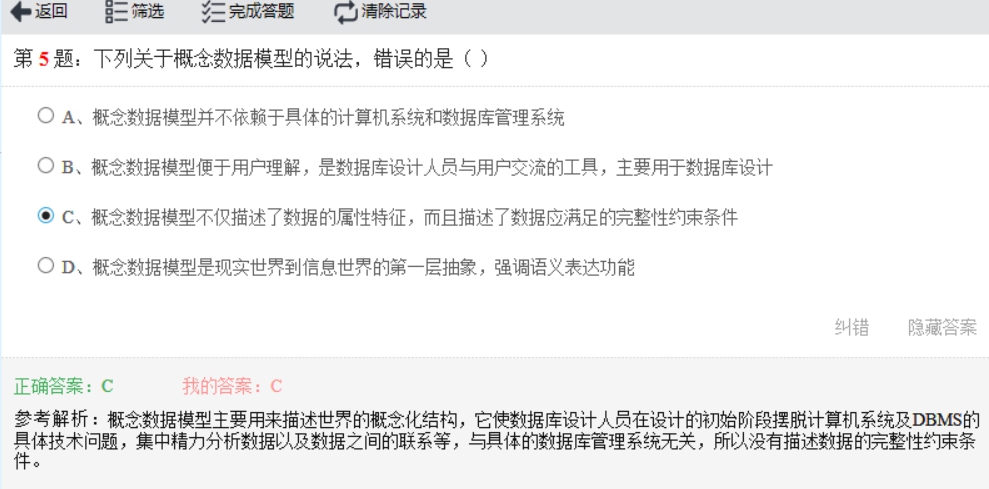 返回 筛选 完成答题 清除记录
第 5 题：下列关于概念数据模型的说法，错误的是（ ）
A、概念数据模型并不依赖于具体的计算机系统和数据库管理系统
B、概念数据模型便于用户理解，是数据库设计人员与用户交流的工具，主要用于数据库设计
C、概念数据模型不仅描述了数据的属性特征，而且描述了数据应满足的完整性约束条件
D、概念数据模型是现实世界到信息世界的第一层抽象，强调语义表达功能
纠错 隐藏答案
正确答案：C 我的答案：C
参考解析：概念数据模型主要用来描述世界的概念化结构，它使数据库设计人员在设计的初始阶段摆脱计算机系统及DBMS的
具体技术问题，集中精力分析数据以及数据之间的联系等，与具体的数据库管理系统无关，所以没有描述数据的完整性约束条
件。